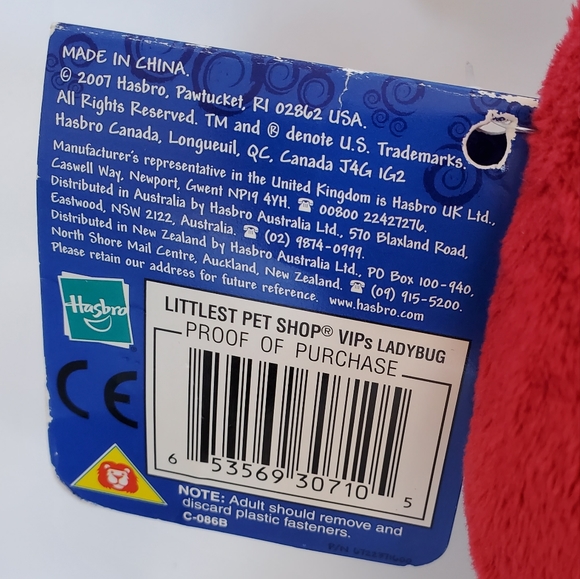 MADE IN CHINA.
© 2007 Hasbro, Pawtucket, RI 02862 USA.
All Rights Reserved. TM and ® denote U.S. Trademarks.
Hasbro Canada, Longueuil, QC, Canada J4G 1G2
Manufacturer's representative in the United Kingdom is Hasbro UK Ltd.,
Caswell Way, Newport, Gwent NP19 4YH. ☎ 00800 22427276.
Distributed in Australia by Hasbro Australia Ltd., 570 Blaxland Road,
Eastwood, NSW 2122, Australia. ☎ (02) 9874-0999.
Distributed in New Zealand by Hasbro Australia Ltd., PO Box 100-940,
North Shore Mail Centre, Auckland, New Zealand. ☎ (09) 915-5200.
Please retain our address for future reference. www.hasbro.com
Hasbro
CE
LITTLEST PET SHOP® VIPs LADYBUG
PROOF OF PURCHASE
6 53569 30710 5
NOTE: Adult should remove and
discard plastic fasteners.
C-086B